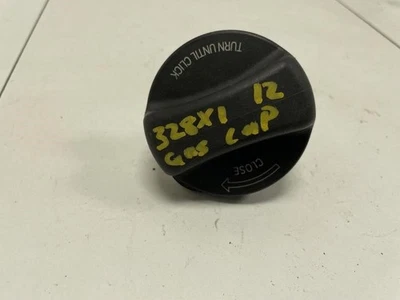 TURN UNTIL CLICK
328XI 12
Gas Cap
CLOSE